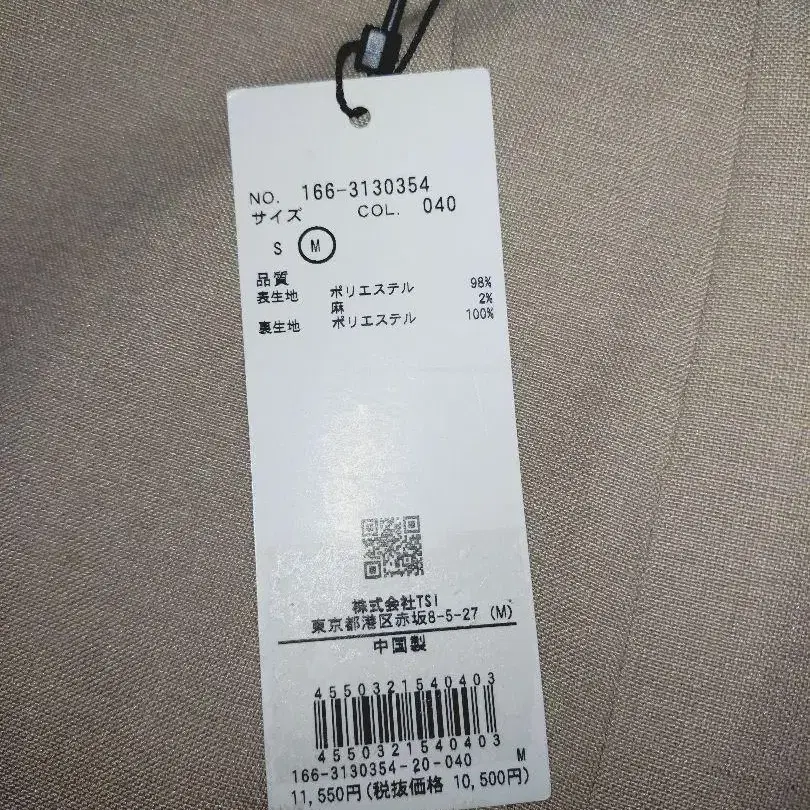 NO. 166-3130354
サイズ COL. 040
S M
品質
表生地 ポリエステル 98%
麻 2%
裏生地 ポリエステル 100%
株式会社TSI
東京都港区赤坂8-5-27 (M)
中国製
4550321540403
4550321540403
166-3130354-20-040 M
11,550円(税抜価格 10,500円)